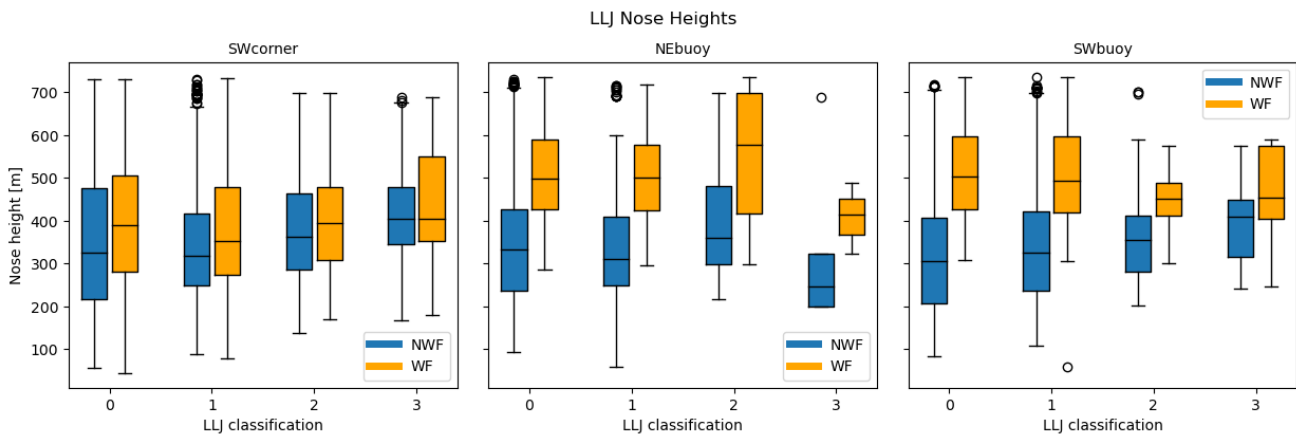 LLJ Nose Heights
SWcorner
NEbuoy
SWbuoy
Nose height [m]
700
600
500
400
300
200
100
NWF
WF
NWF
WF
NWF
WF
0 1 2 3
0 1 2 3
0 1 2 3
LLJ classification
LLJ classification
LLJ classification